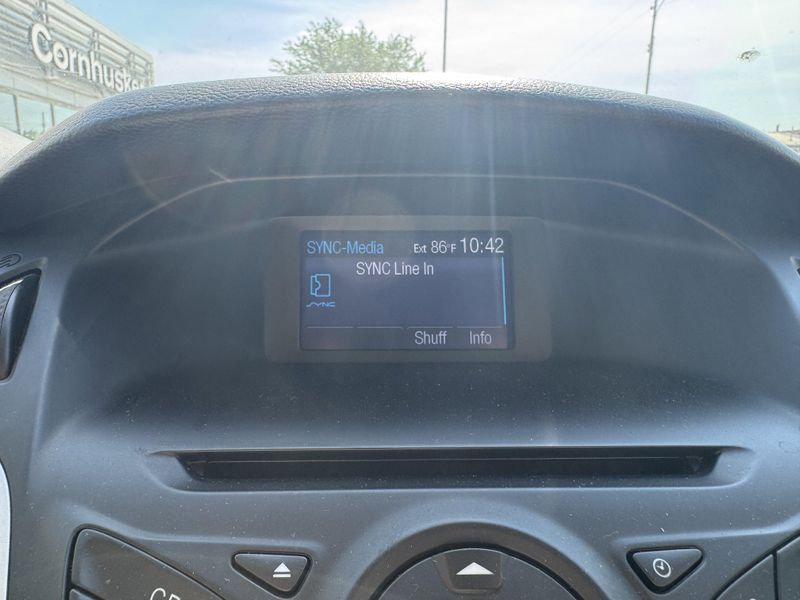 Cornhusker
SYNC-Media Ext 86°F 10:42
SYNC Line In
SYNC
Shuff Info